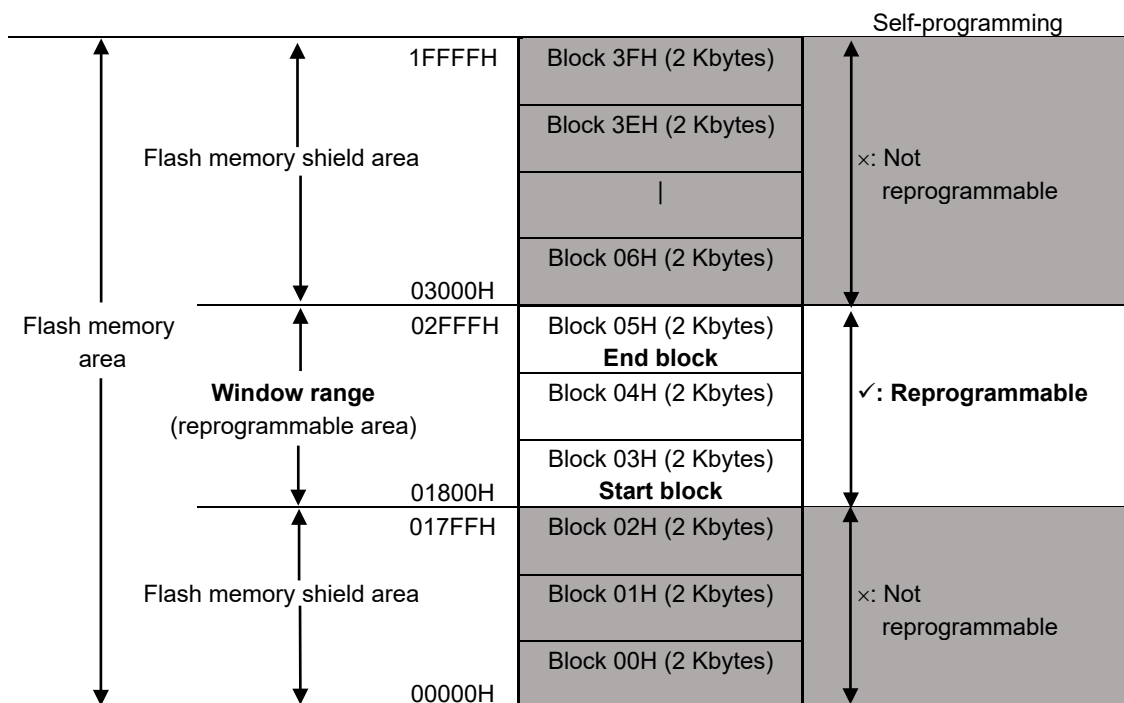 Self-programming
1FFFFH
Block 3FH (2 Kbytes)
Block 3EH (2 Kbytes)
Flash memory shield area
×: Not
reprogrammable
|
Block 06H (2 Kbytes)
03000H
Flash memory
area
02FFFH
Block 05H (2 Kbytes)
End block
Window range
(reprogrammable area)
Block 04H (2 Kbytes)
✓: Reprogrammable
Block 03H (2 Kbytes)
01800H
Start block
017FFH
Block 02H (2 Kbytes)
Flash memory shield area
Block 01H (2 Kbytes)
×: Not
reprogrammable
Block 00H (2 Kbytes)
00000H